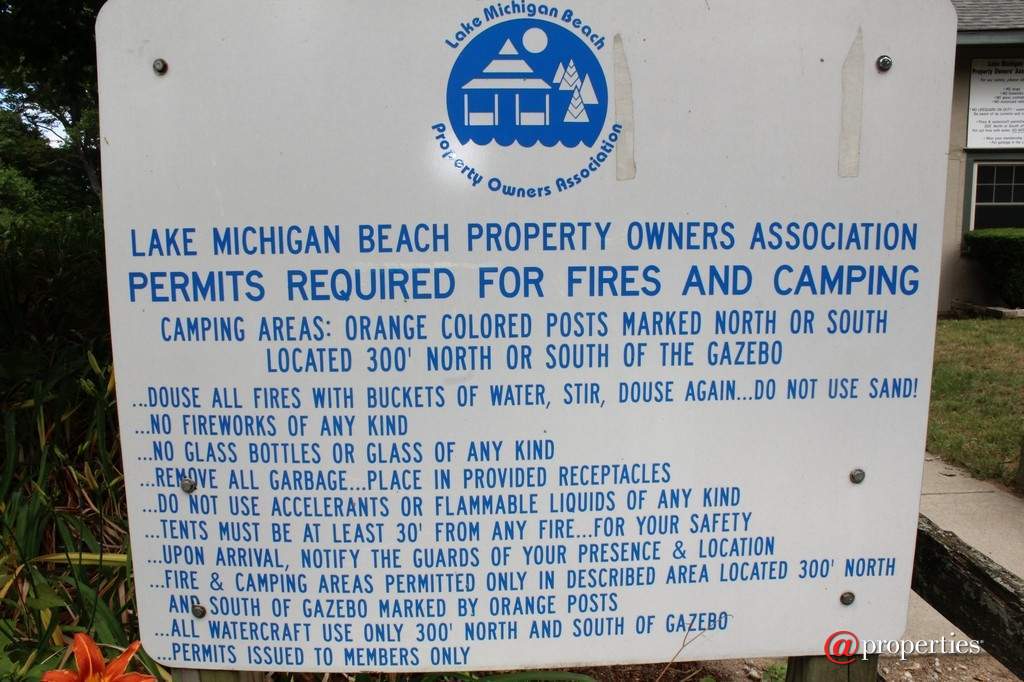 Lake Michigan Beach
Property Owners Association
LAKE MICHIGAN BEACH PROPERTY OWNERS ASSOCIATION
PERMITS REQUIRED FOR FIRES AND CAMPING
CAMPING AREAS: ORANGE COLORED POSTS MARKED NORTH OR SOUTH
LOCATED 300' NORTH OR SOUTH OF THE GAZEBO
...DOUSE ALL FIRES WITH BUCKETS OF WATER, STIR, DOUSE AGAIN...DO NOT USE SAND!
...NO FIREWORKS OF ANY KIND
...NO GLASS BOTTLES OR GLASS OF ANY KIND
...REMOVE ALL GARBAGE...PLACE IN PROVIDED RECEPTACLES
...DO NOT USE ACCELERANTS OR FLAMMABLE LIQUIDS OF ANY KIND
...TENTS MUST BE AT LEAST 30' FROM ANY FIRE...FOR YOUR SAFETY
...UPON ARRIVAL, NOTIFY THE GUARDS OF YOUR PRESENCE & LOCATION
...FIRE & CAMPING AREAS PERMITTED ONLY IN DESCRIBED AREA LOCATED 300' NORTH
AND SOUTH OF GAZEBO MARKED BY ORANGE POSTS
...ALL WATERCRAFT USE ONLY 300' NORTH AND SOUTH OF GAZEBO
...PERMITS ISSUED TO MEMBERS ONLY
Lake Michigan
Property Owners'
@properties